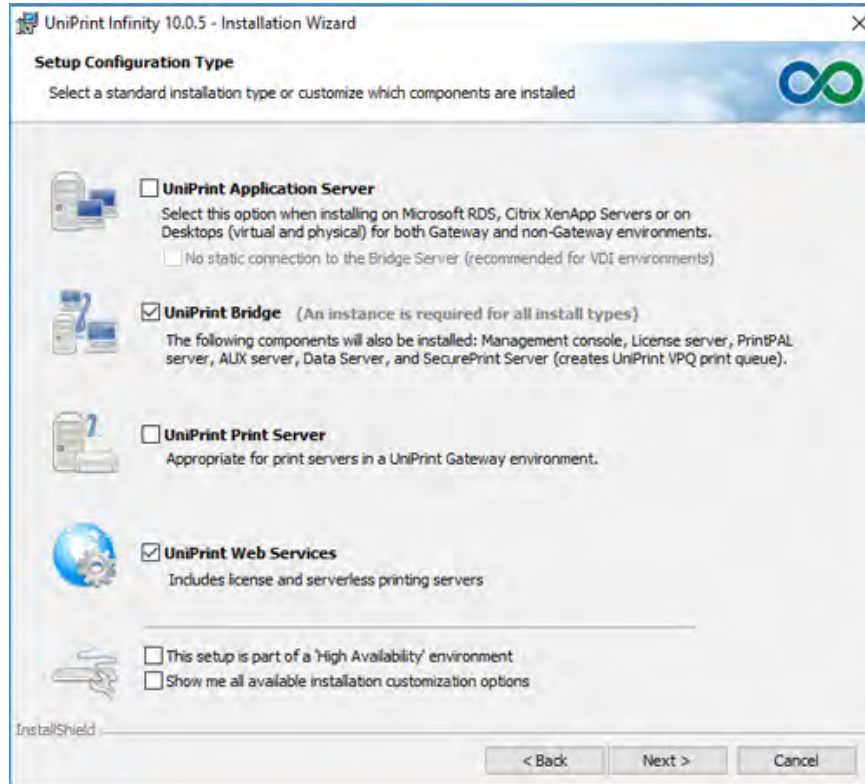 UniPrint Infinity 10.0.5 - Installation Wizard
Setup Configuration Type
Select a standard installation type or customize which components are installed
UniPrint Application Server
Select this option when installing on Microsoft RDS, Citrix XenApp Servers or on
Desktops (virtual and physical) for both Gateway and non-Gateway environments.
No static connection to the Bridge Server (recommended for VDI environments)
UniPrint Bridge (An instance is required for all install types)
The following components will also be installed: Management console, License server, PrintPAL
server, AUX server, Data Server, and SecurePrint Server (creates UniPrint VPQ print queue).
UniPrint Print Server
Appropriate for print servers in a UniPrint Gateway environment.
UniPrint Web Services
Includes license and serverless printing servers
This setup is part of a 'High Availability' environment
Show me all available installation customization options
InstallShield
< Back Next > Cancel